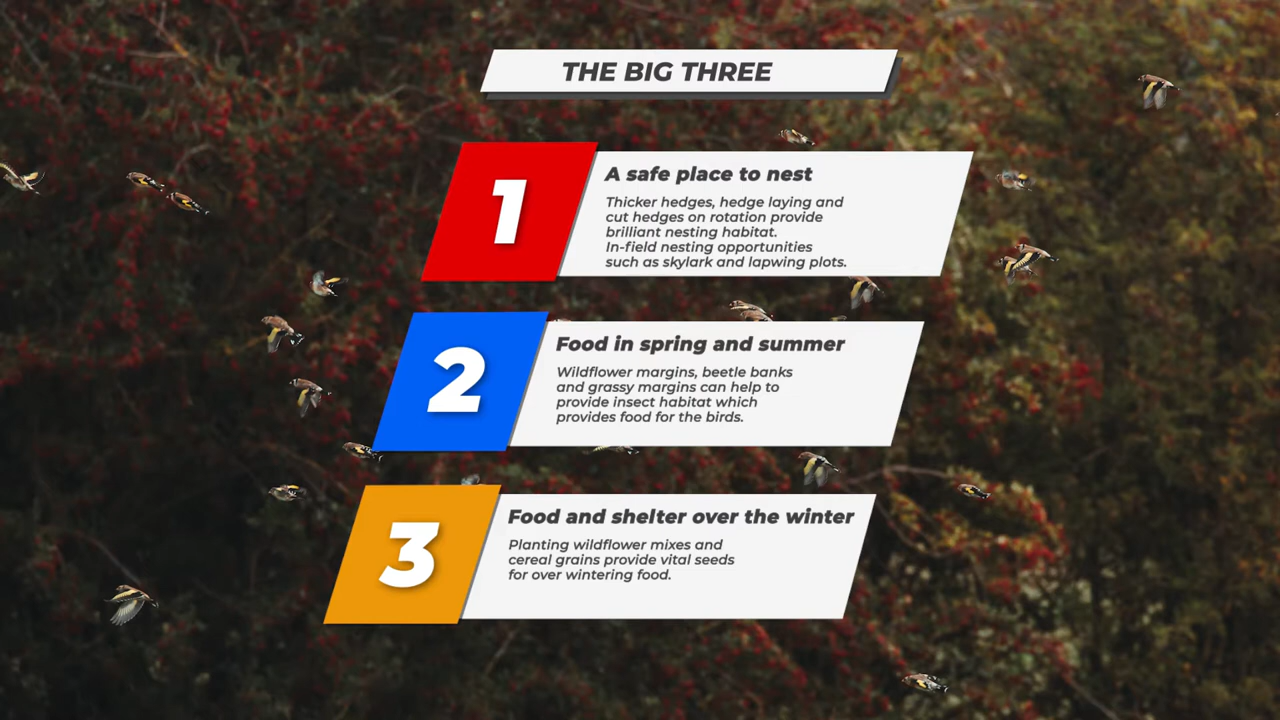 THE BIG THREE
1
A safe place to nest
Thicker hedges, hedge laying and
cut hedges on rotation provide
brilliant nesting habitat.
In-field nesting opportunities
such as skylark and lapwing plots.
2
Food in spring and summer
Wildflower margins, beetle banks
and grassy margins can help to
provide insect habitat which
provides food for the birds.
3
Food and shelter over the winter
Planting wildflower mixes and
cereal grains provide vital seeds
for over wintering food.